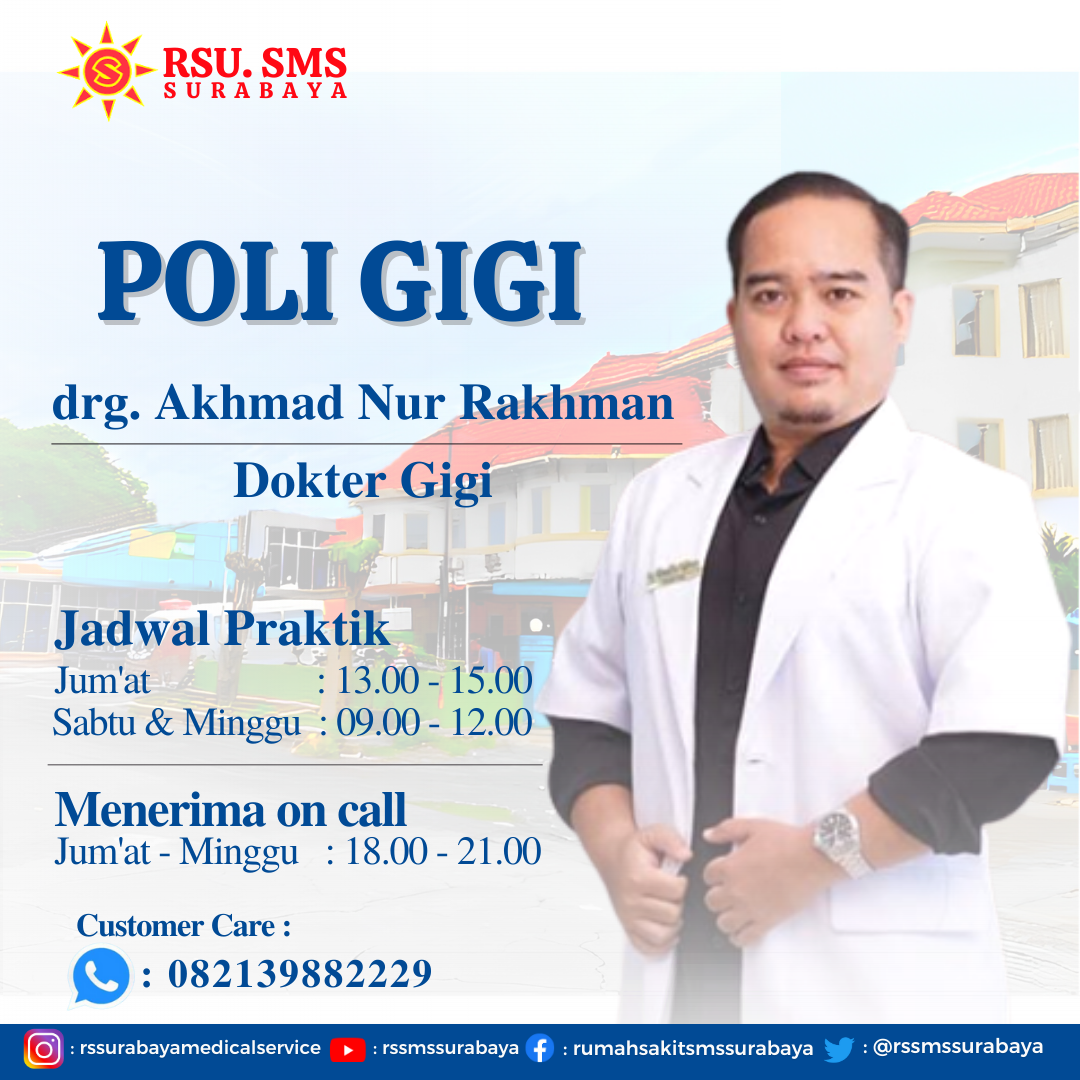 RSU. SMS
SURABAYA
POLI GIGI
drg. Akhmad Nur Rakhman
Dokter Gigi
Jadwal Praktik
Jum'at : 13.00 - 15.00
Sabtu & Minggu : 09.00 - 12.00
Menerima on call
Jum'at - Minggu : 18.00 - 21.00
Customer Care :
: 082139882229
: rssurabayamedicalservice : rssmssurabaya : rumahsakitsmssurabaya : @rssmssurabaya